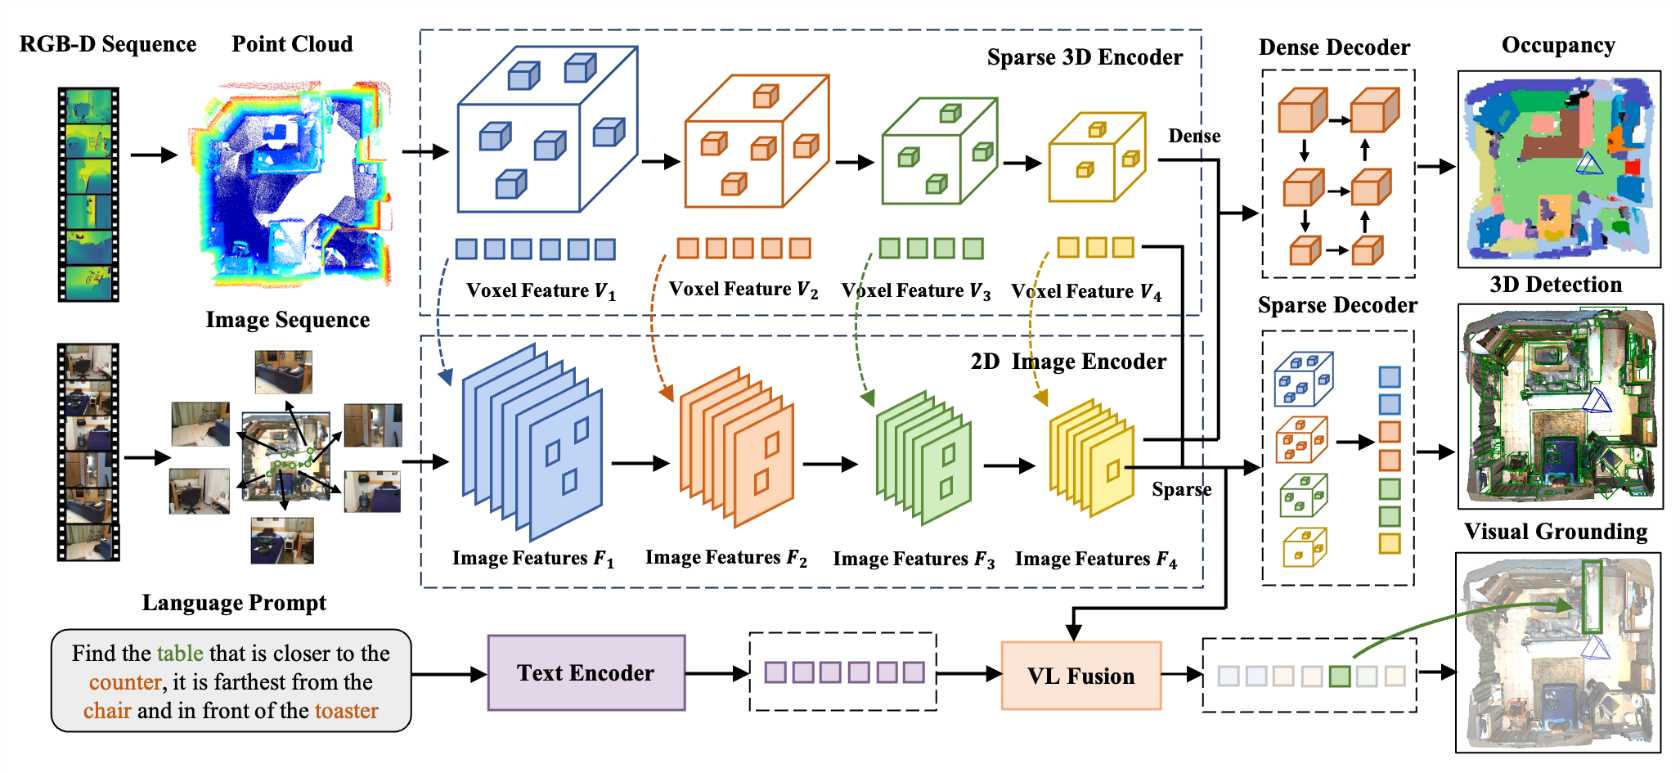 RGB-D Sequence
Point Cloud
Sparse 3D Encoder
Dense Decoder
Occupancy
Dense
Voxel Feature V₁
Voxel Feature V₂
Voxel Feature V₃
Voxel Feature V₄
3D Detection
Sparse Decoder
Image Sequence
2D Image Encoder
Sparse
Image Features F₁
Image Features F₂
Image Features F₃
Image Features F₄
Visual Grounding
Language Prompt
Find the table that is closer to the
counter, it is farthest from the
chair and in front of the toaster
Text Encoder
VL Fusion